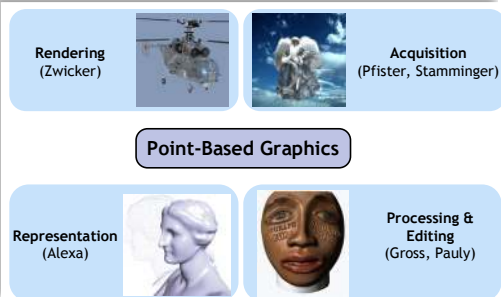 Rendering
(Zwicker)
Acquisition
(Pfister, Stamminger)
Point-Based Graphics
Representation
(Alexa)
Processing &
Editing
(Gross, Pauly)